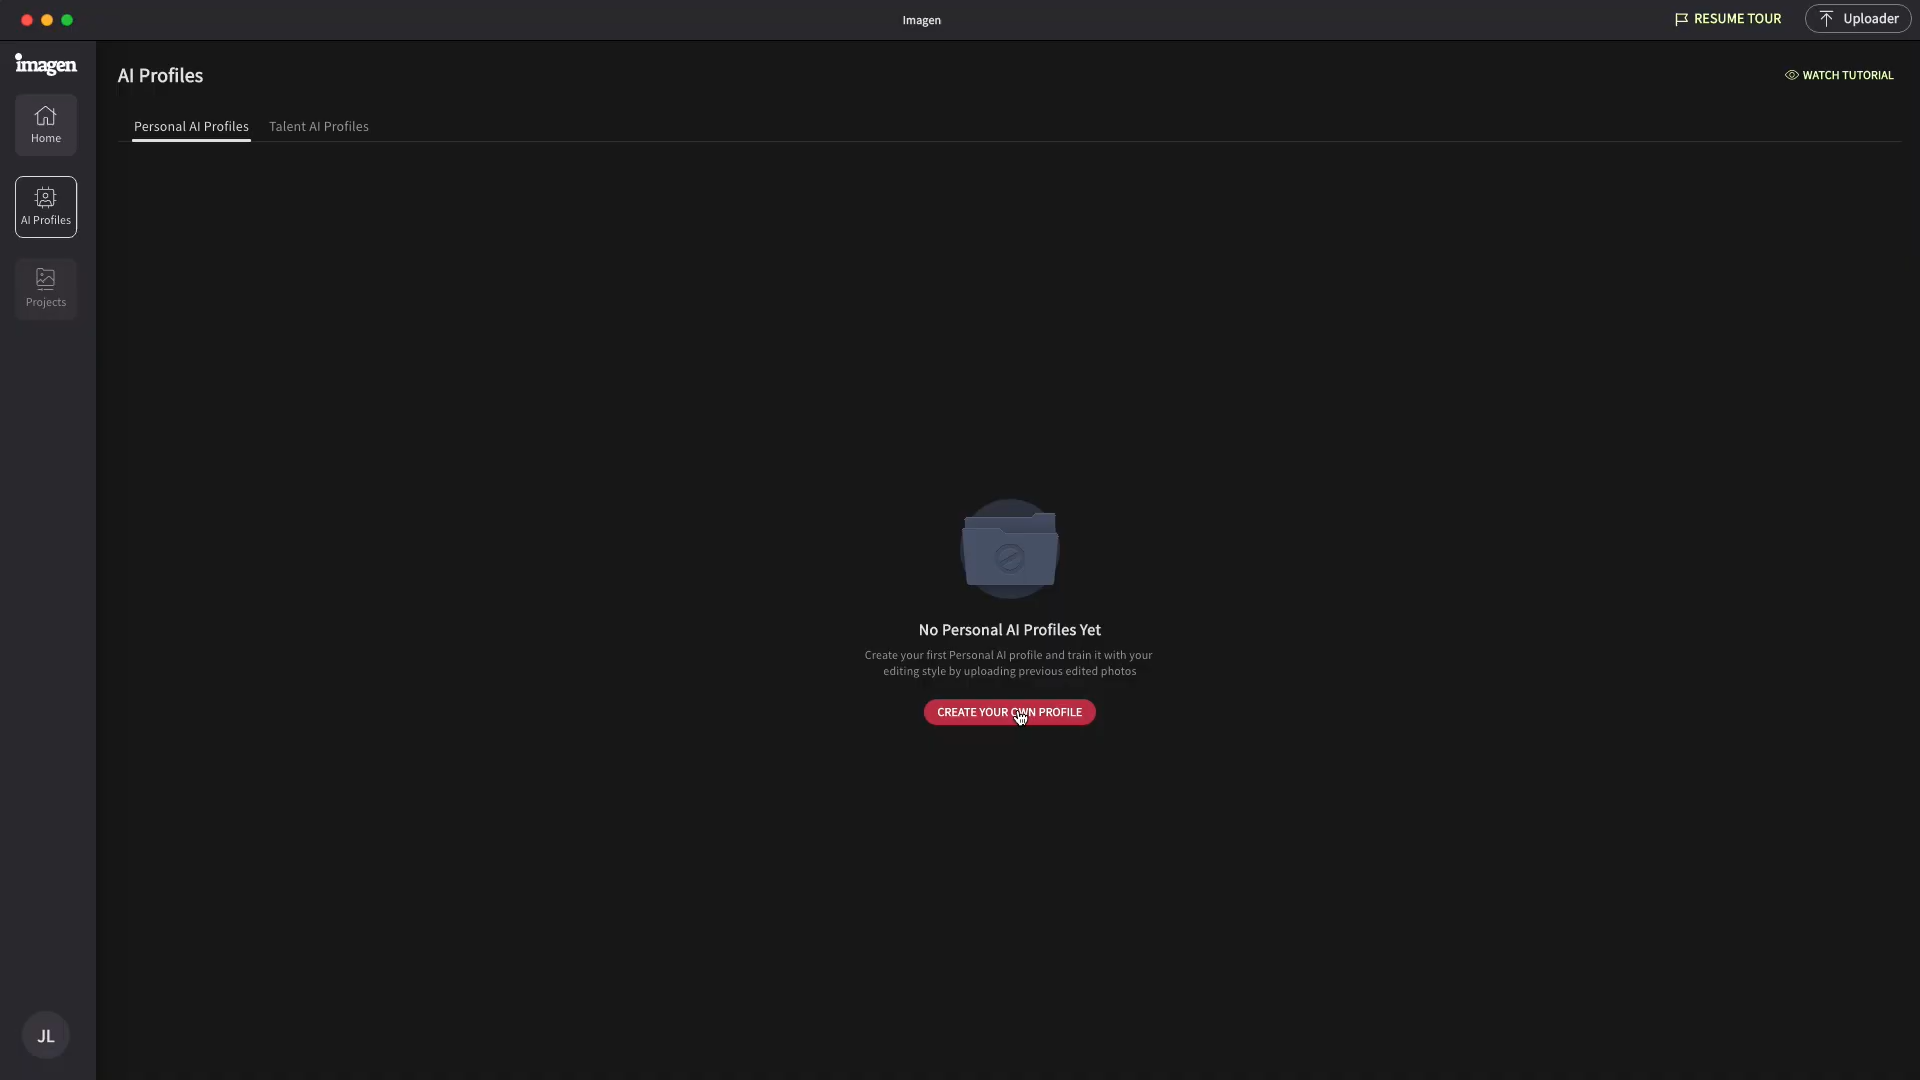 Imagen
RESUME TOUR
Uploader
imagen
AI Profiles
WATCH TUTORIAL
Home
Personal AI Profiles
Talent AI Profiles
AI Profiles
Projects
No Personal AI Profiles Yet
Create your first Personal AI profile and train it with your
editing style by uploading previous edited photos
CREATE YOUR OWN PROFILE
JL